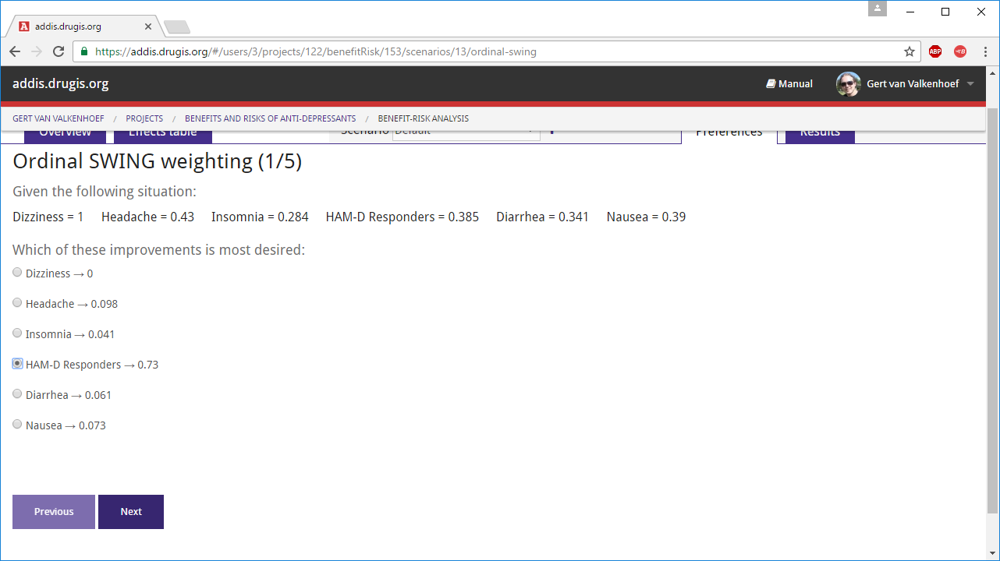 addis.drugis.org
https://addis.drugis.org/#/users/3/projects/122/benefitRisk/153/scenarios/13/ordinal-swing
ABP
addis.drugis.org Manual Gert van Valkenhoef
GERT VAN VALKENHOEF / PROJECTS / BENEFITS AND RISKS OF ANTI-DEPRESSANTS / BENEFIT-RISK ANALYSIS
Overview Effects table Scenario Default Preferences Results
Ordinal SWING weighting (1/5)
Given the following situation:
Dizziness = 1 Headache = 0.43 Insomnia = 0.284 HAM-D Responders = 0.385 Diarrhea = 0.341 Nausea = 0.39
Which of these improvements is most desired:
Dizziness → 0
Headache → 0.098
Insomnia → 0.041
HAM-D Responders → 0.73
Diarrhea → 0.061
Nausea → 0.073
Previous Next